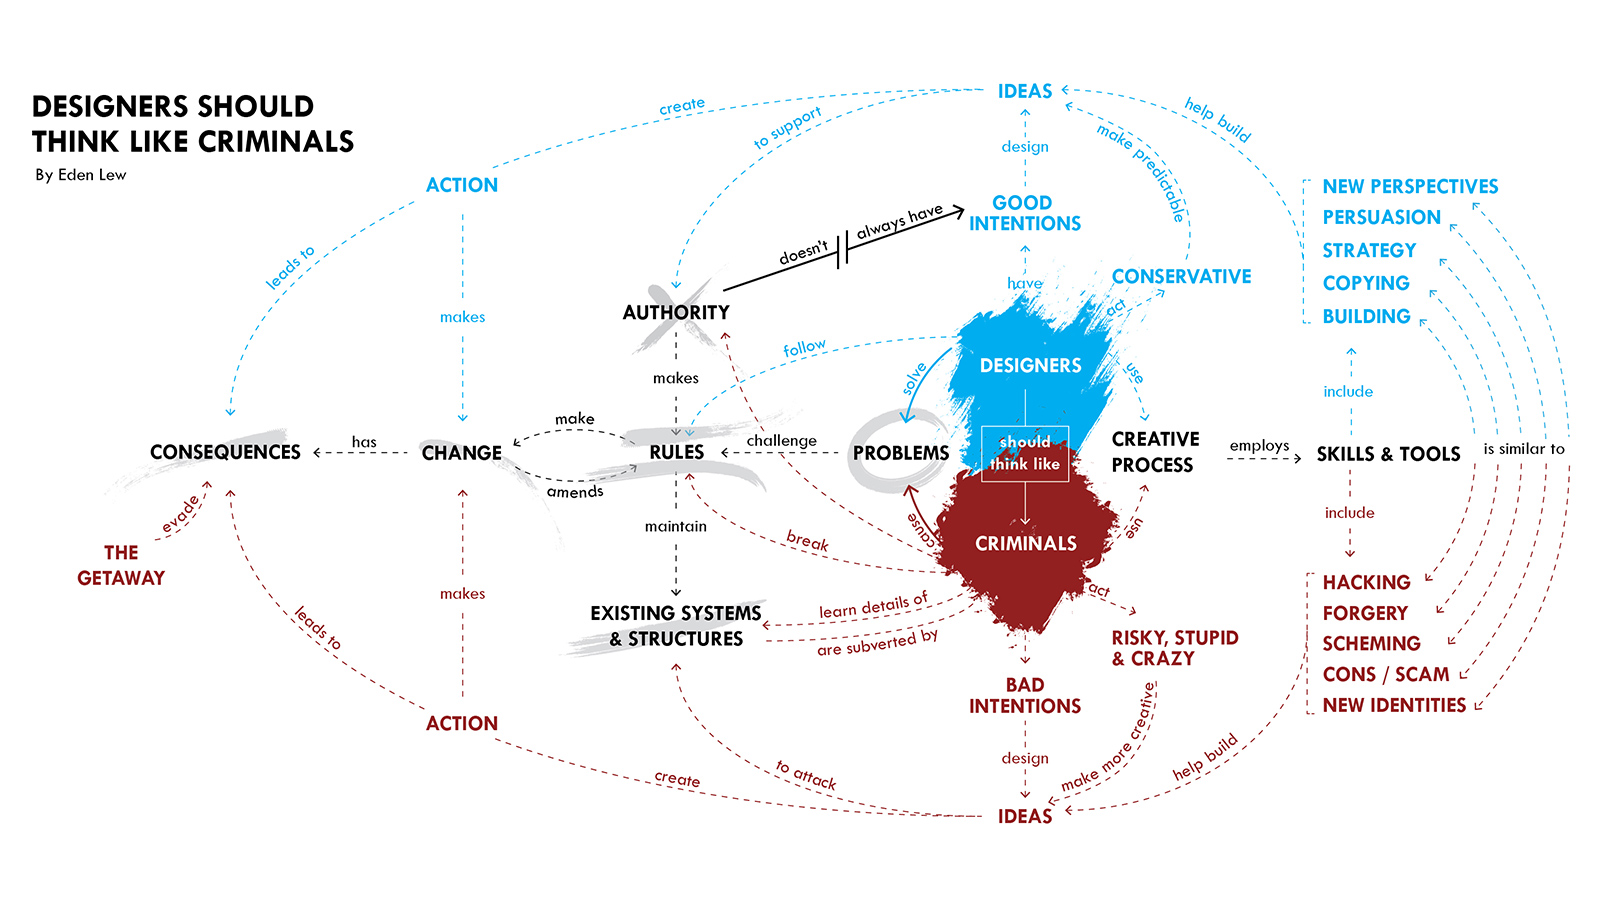 DESIGNERS SHOULD
THINK LIKE CRIMINALS
By Eden Lew
IDEAS
create
to support
help build
design
make predictable
ACTION
NEW PERSPECTIVES
PERSUASION
STRATEGY
COPYING
BUILDING
GOOD
INTENTIONS
doesn't
always have
leads to
have
CONSERVATIVE
act
makes
AUTHORITY
follow
DESIGNERS
solve
use
makes
include
make
CONSEQUENCES
has
CHANGE
RULES
challenge
PROBLEMS
should
think like
CREATIVE
PROCESS
employs
SKILLS & TOOLS
is similar to
amends
evade
maintain
cause
use
include
THE
GETAWAY
break
CRIMINALS
makes
leads to
EXISTING SYSTEMS
& STRUCTURES
learn details of
are subverted by
act
HACKING
FORGERY
SCHEMING
CONS / SCAM
NEW IDENTITIES
RISKY, STUPID
& CRAZY
BAD
INTENTIONS
ACTION
make more creative
design
help build
create
to attack
IDEAS